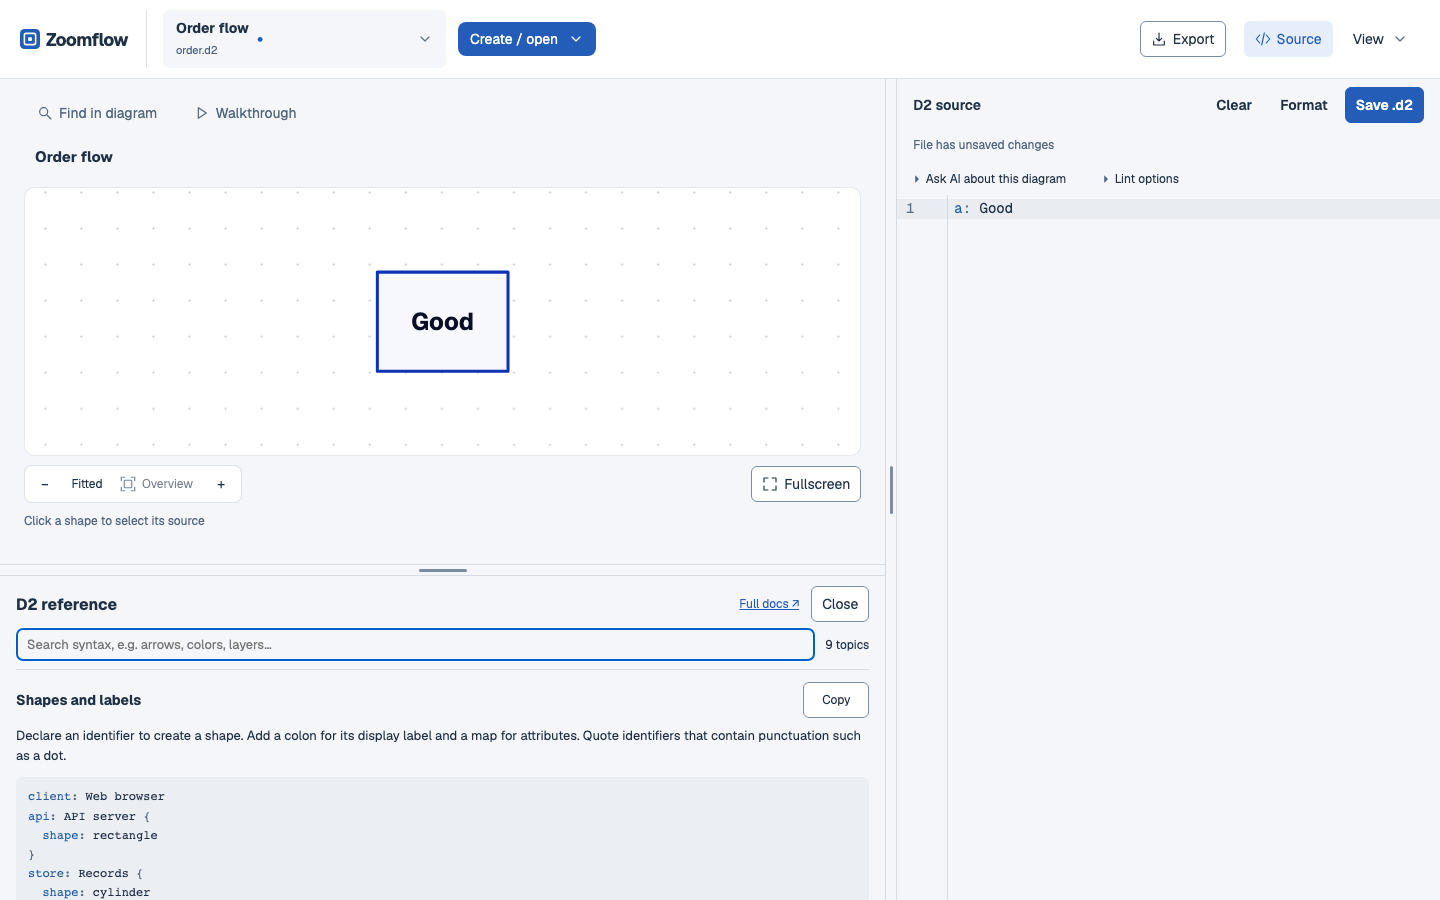 Zoomflow
Order flow
order.d2
Create / open
Export
Source
View
Find in diagram
Walkthrough
Order flow
Good
−
Fitted
Overview
+
Fullscreen
Click a shape to select its source
D2 source
Clear
Format
Save .d2
File has unsaved changes
Ask AI about this diagram
Lint options
1
a: Good
D2 reference
Full docs ↗
Close
Search syntax, e.g. arrows, colors, layers…
9 topics
Shapes and labels
Copy
Declare an identifier to create a shape. Add a colon for its display label and a map for attributes. Quote identifiers that contain punctuation such
as a dot.
client: Web browser
api: API server {
  shape: rectangle
}
store: Records {
  shape: cylinder